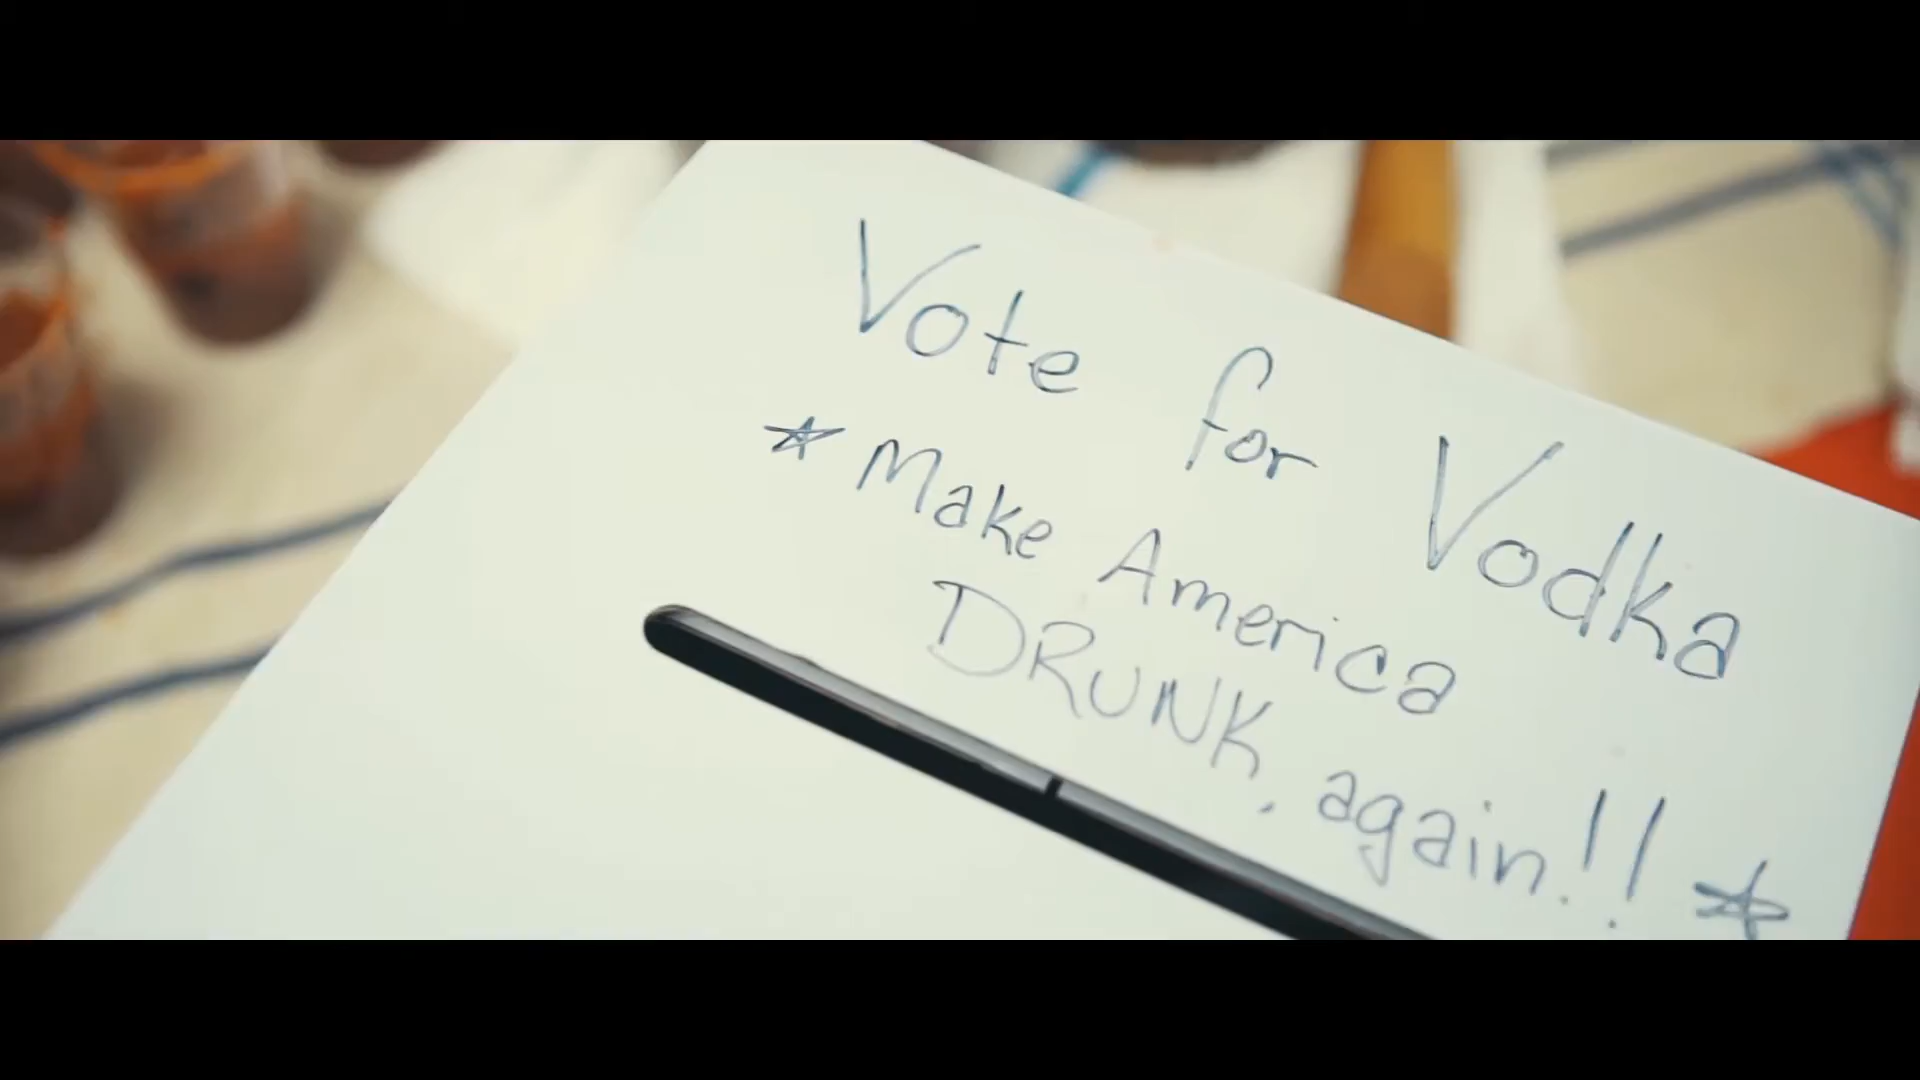 Vote for Vodka
☆ Make America
DRUNK, again!! ☆